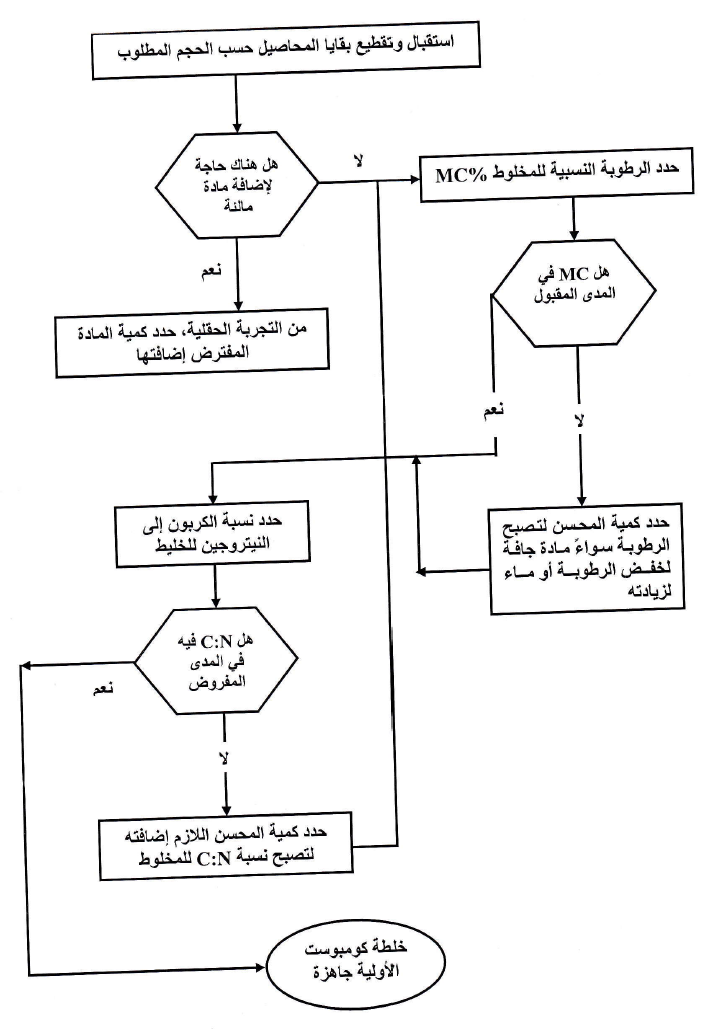 استقبال وتقطيع بقايا المحاصيل حسب الحجم المطلوب
هل هناك حاجة
لإضافة مادة
مالئة
لا
حدد الرطوبة النسبية للمخلوط MC%
نعم
هل MC في
المدى المقبول
من التجربة الحقلية، حدد كمية المادة
المفترض إضافتها
نعم
لا
حدد نسبة الكربون إلى
النيتروجين للخليط
حدد كمية المحسن لتصبح
الرطوبة سواءً مادة جافة
لخفض الرطوبة أو ماء
لزيادته
هل C:N فيه
في المدى
المفروض
نعم
لا
حدد كمية المحسن اللازم إضافته
لتصبح نسبة C:N للمخلوط
خلطة كومبوست
الأولية جاهزة